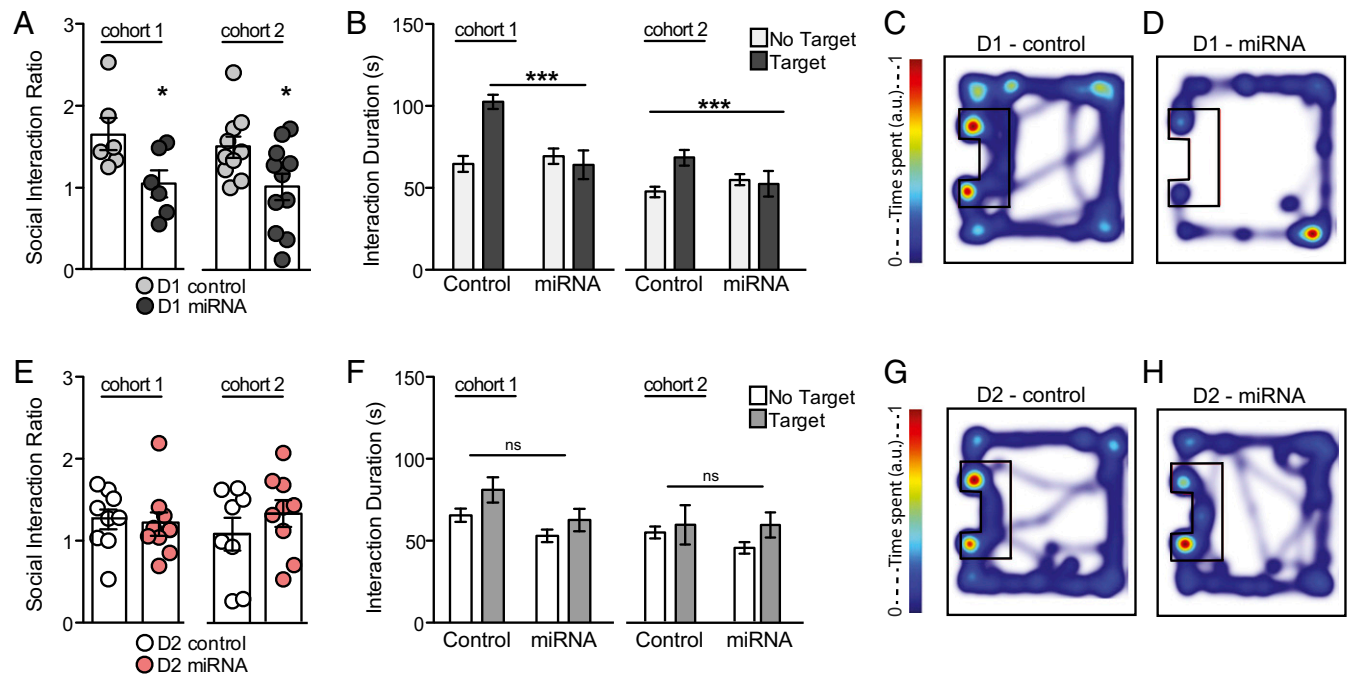 A
Social Interaction Ratio
3
2
1
0
cohort 1
cohort 2
*
*
D1 control
D1 miRNA
B
Interaction Duration (s)
150
100
50
0
cohort 1
cohort 2
No Target
Target
***
***
Control
miRNA
Control
miRNA
C
D1 - control
0---Time spent (a.u.)---1
D
D1 - miRNA
E
Social Interaction Ratio
3
2
1
0
cohort 1
cohort 2
D2 control
D2 miRNA
F
Interaction Duration (s)
150
100
50
0
cohort 1
cohort 2
No Target
Target
ns
ns
Control
miRNA
Control
miRNA
G
D2 - control
0---Time spent (a.u.)---1
H
D2 - miRNA